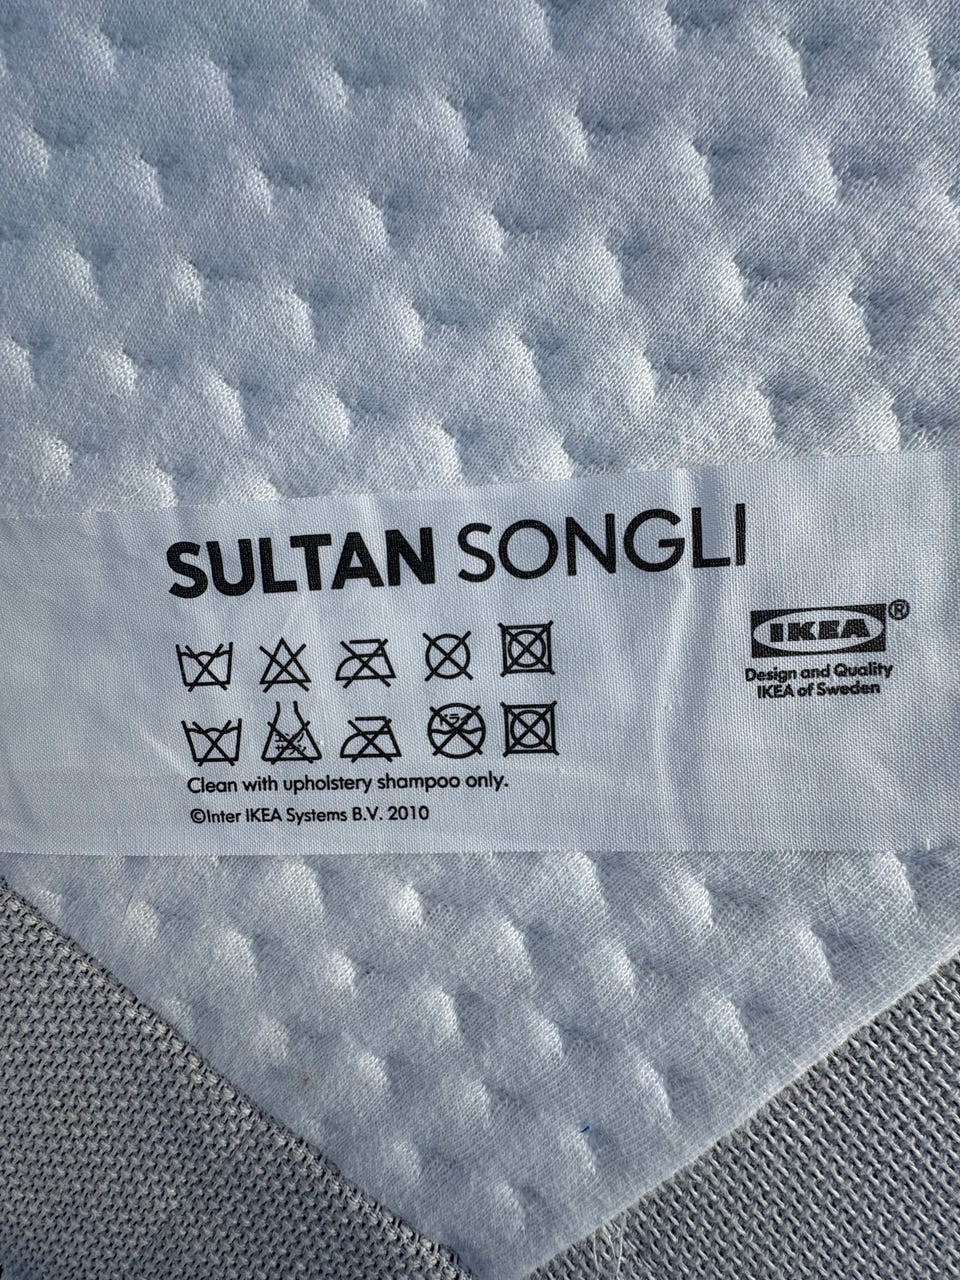 SULTAN SONGLI
IKEA®
Design and Quality
IKEA of Sweden
Clean with upholstery shampoo only.
©Inter IKEA Systems B.V. 2010